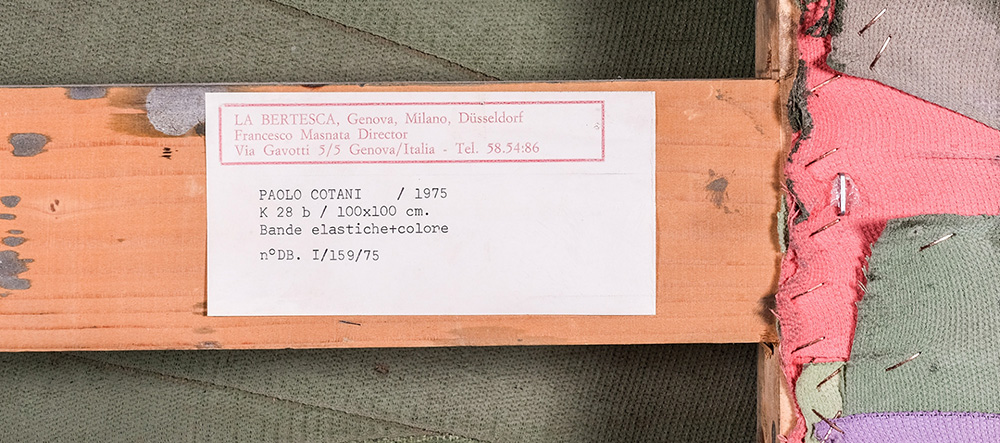 LA BERTESCA, Genova, Milano, Düsseldorf
Francesco Masnata Director
Via Gavotti 5/5 Genova/Italia - Tel. 58.54:86
PAOLO COTANI / 1975
K 28 b / 100x100 cm.
Bande elastiche+colore
n°DB. I/159/75